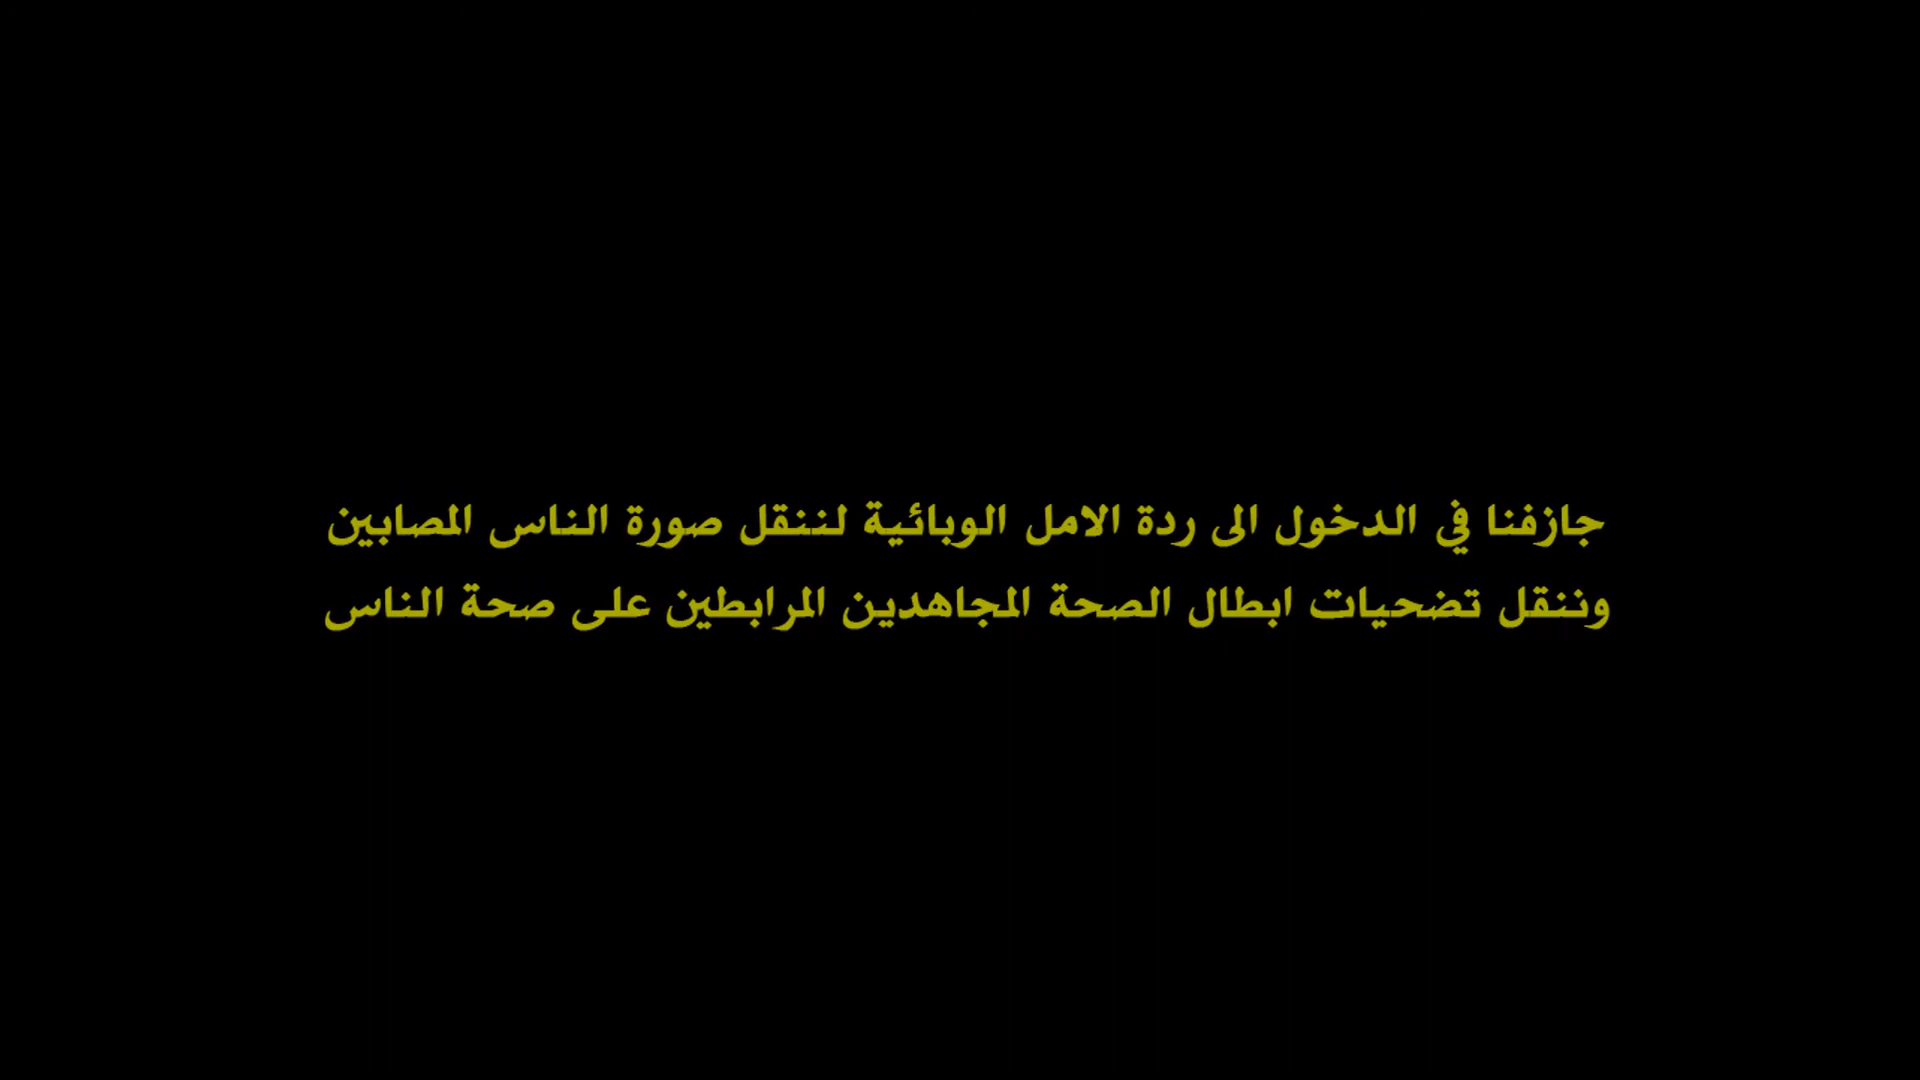 جازفنا في الدخول الى ردة الامل الوبائية لننقل صورة الناس المصابين
وننقل تضحيات ابطال الصحة المجاهدين المرابطين على صحة الناس